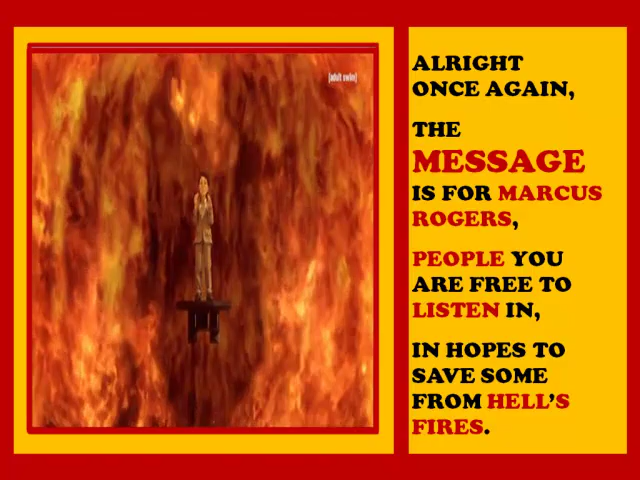 [adult swim]
ALRIGHT
ONCE AGAIN,
THE
MESSAGE
IS FOR MARCUS
ROGERS,
PEOPLE YOU
ARE FREE TO
LISTEN IN,
IN HOPES TO
SAVE SOME
FROM HELL'S
FIRES.